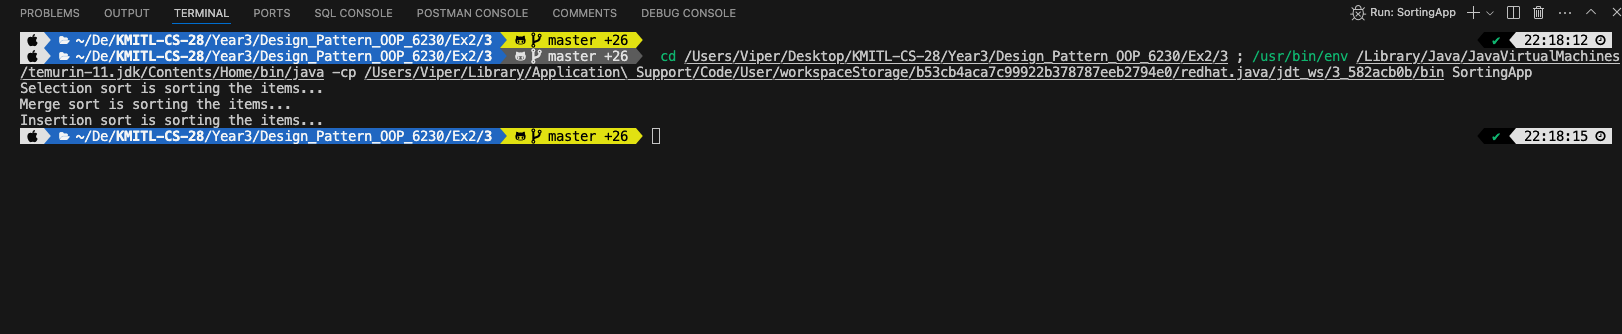 PROBLEMS OUTPUT TERMINAL PORTS SQL CONSOLE POSTMAN CONSOLE COMMENTS DEBUG CONSOLE Run: SortingApp
~/De/KMITL-CS-28/Year3/Design_Pattern_OOP_6230/Ex2/3 master +26 ✔ 22:18:12
~/De/KMITL-CS-28/Year3/Design_Pattern_OOP_6230/Ex2/3 master +26 cd /Users/Viper/Desktop/KMITL-CS-28/Year3/Design_Pattern_OOP_6230/Ex2/3 ; /usr/bin/env /Library/Java/JavaVirtualMachines
/temurin-11.jdk/Contents/Home/bin/java -cp /Users/Viper/Library/Application\ Support/Code/User/workspaceStorage/b53cb4aca7c99922b378787eeb2794e0/redhat.java/jdt_ws/3_582acb0b/bin SortingApp
Selection sort is sorting the items...
Merge sort is sorting the items...
Insertion sort is sorting the items...
~/De/KMITL-CS-28/Year3/Design_Pattern_OOP_6230/Ex2/3 master +26 ✔ 22:18:15